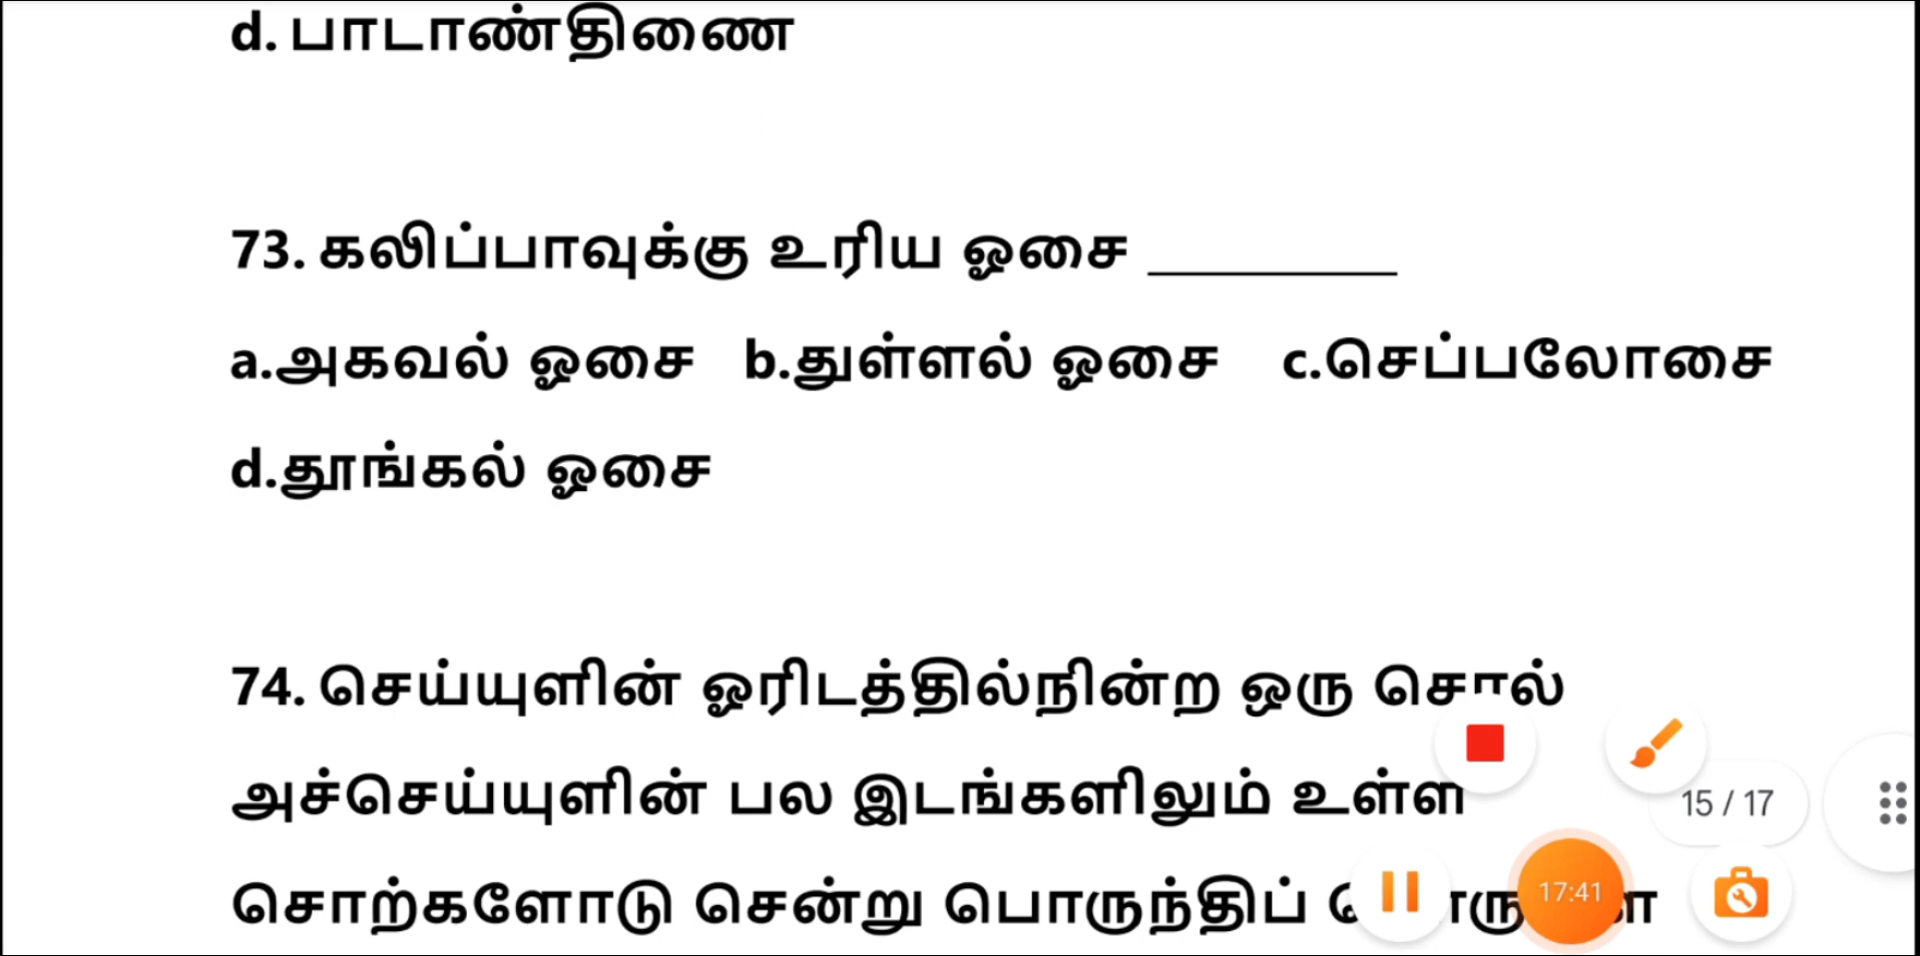 d. பாடாண்திணை
73. கலிப்பாவுக்கு உரிய ஓசை __________
a.அகவல் ஓசை b.துள்ளல் ஓசை c.செப்பலோசை
d.தூங்கல் ஓசை
74. செய்யுளின் ஓரிடத்தில்நின்ற ஒரு சொல்
அச்செய்யுளின் பல இடங்களிலும் உள்ள
15 / 17
சொற்களோடு சென்று பொருந்திப்
17:41